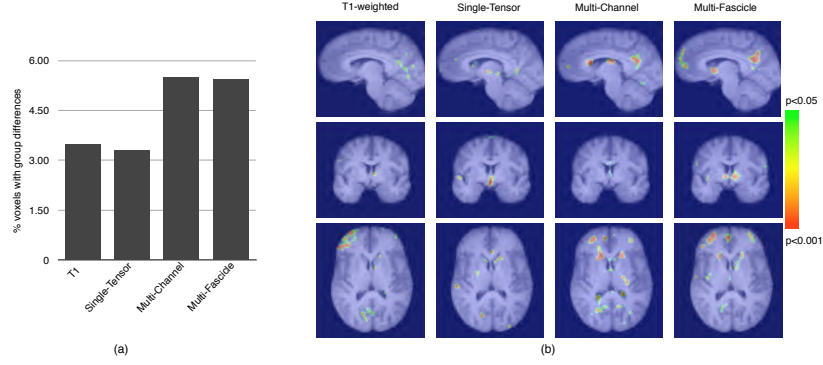 T1-weighted
Single-Tensor
Multi-Channel
Multi-Fascicle
% voxels with group differences
6.00
4.50
3.00
1.50
0
T1
Single-Tensor
Multi-Channel
Multi-Fascicle
p<0.05
p<0.001
(a)
(b)